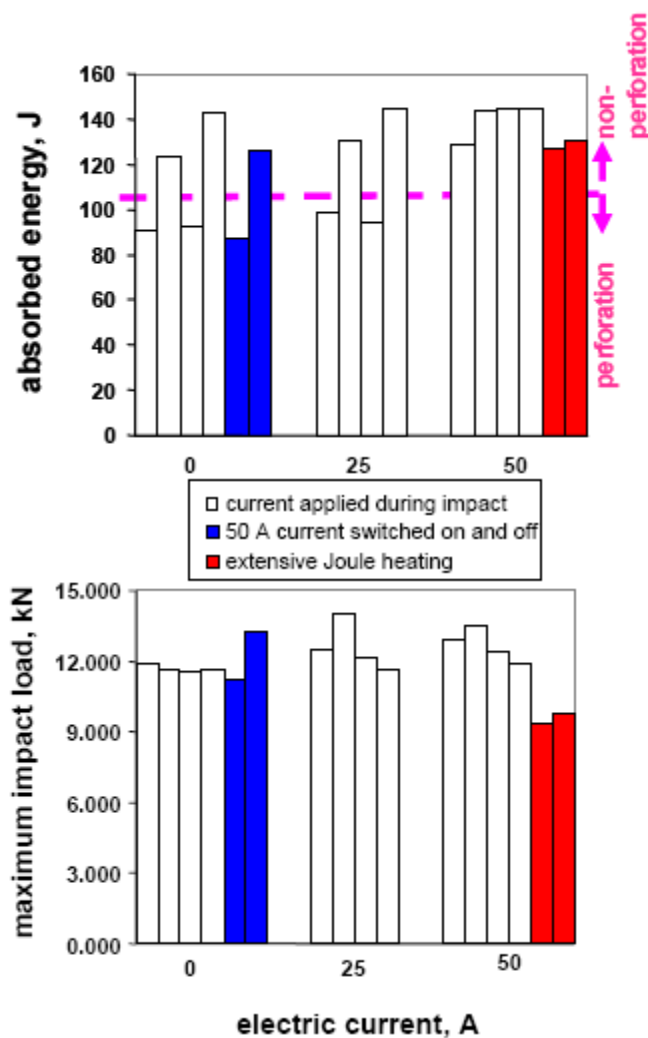 absorbed energy, J
160
140
120
100
80
60
40
20
0
non-
perforation
perforation
0 25 50
current applied during impact
50 A current switched on and off
extensive Joule heating
maximum impact load, kN
15.000
12.000
9.000
6.000
3.000
0.000
0 25 50
electric current, A